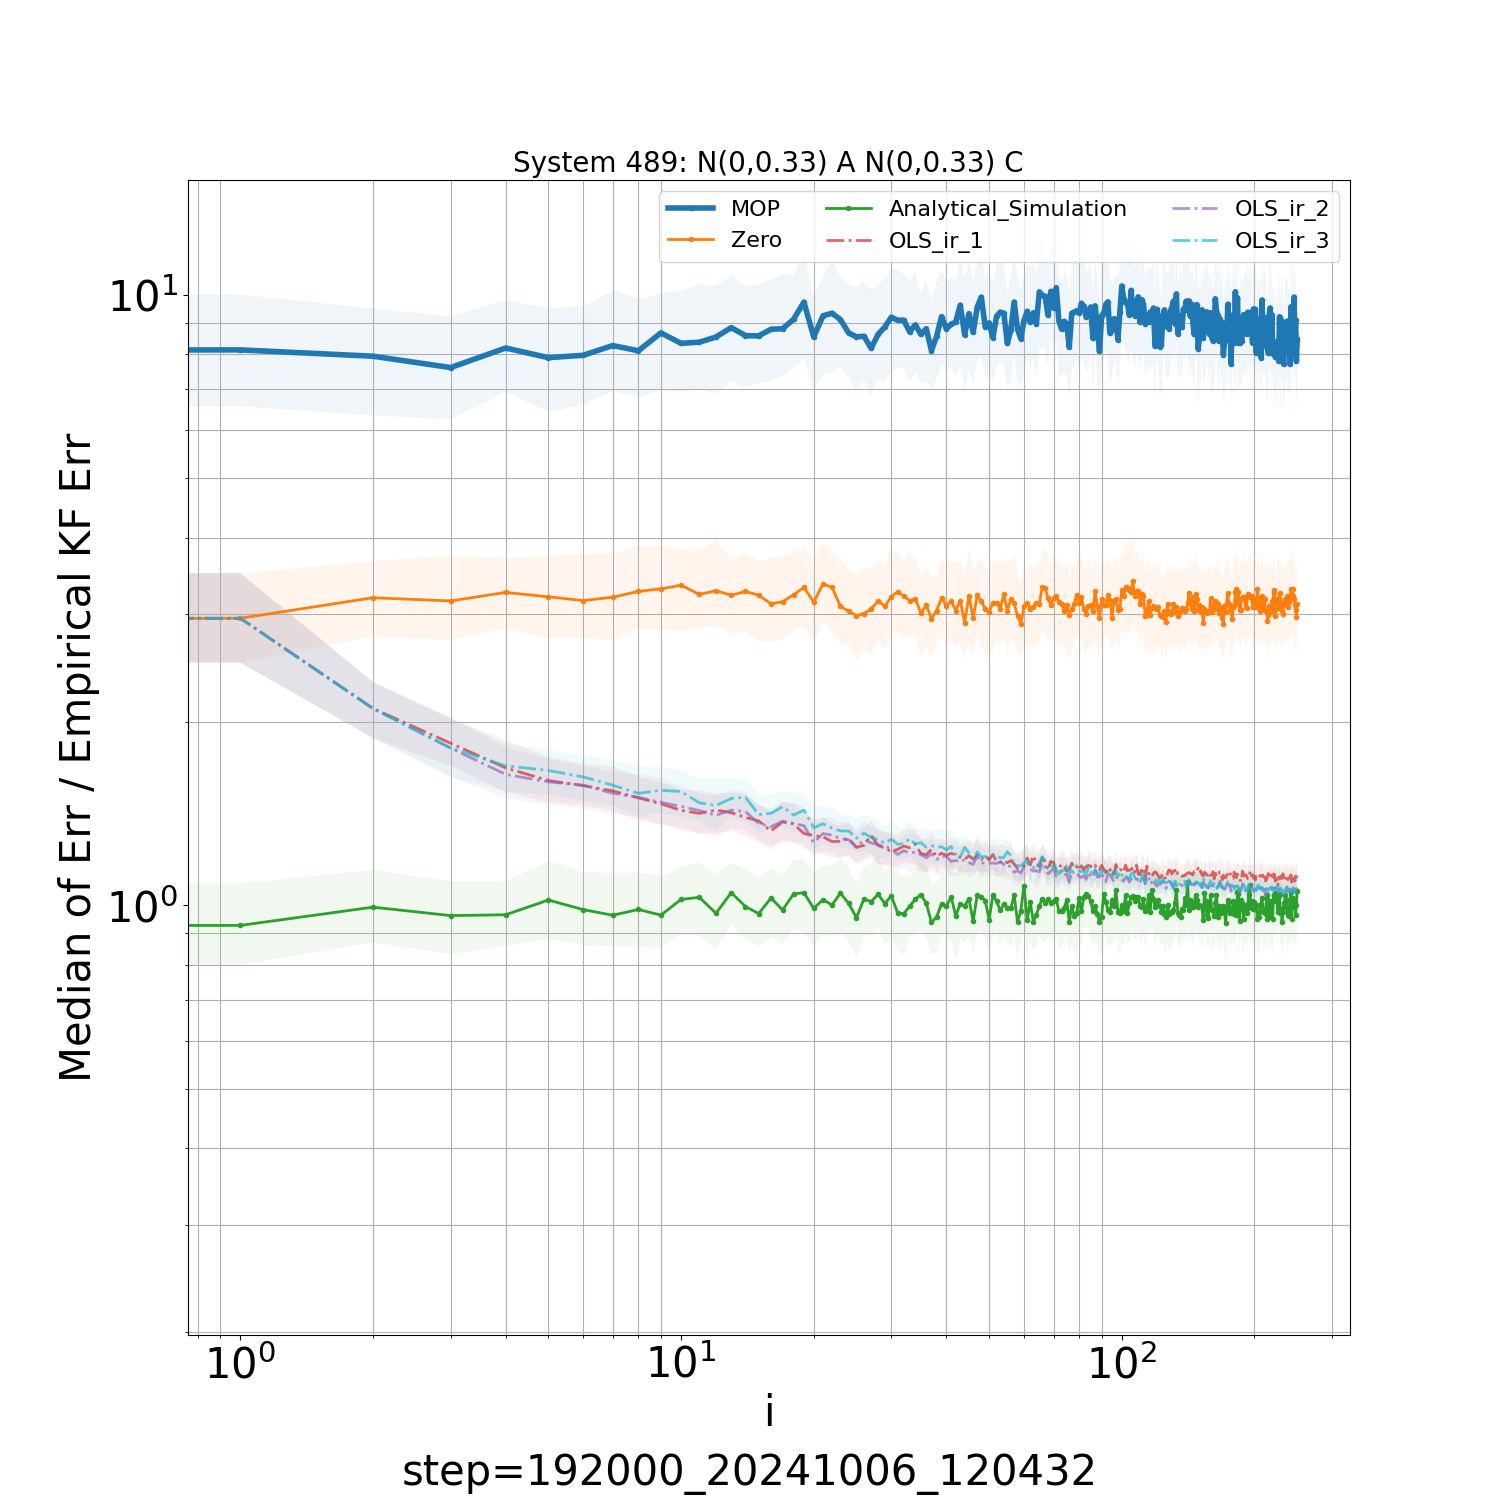 System 489: N(0,0.33) A N(0,0.33) C
MOP
Zero
Analytical_Simulation
OLS_ir_1
OLS_ir_2
OLS_ir_3
Median of Err / Empirical KF Err
10¹
10⁰
10⁰
10¹
10²
i
step=192000_20241006_120432